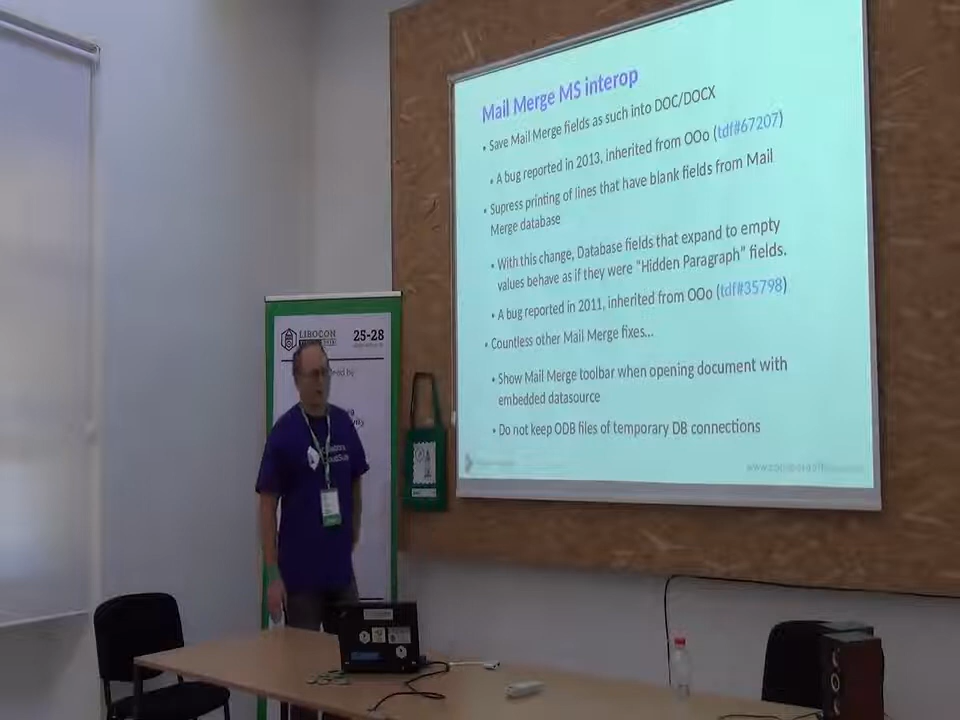 Mail Merge MS interop
• Save Mail Merge fields as such into DOC/DOCX
• A bug reported in 2013, inherited from OOo (tdf#67207)
• Supress printing of lines that have blank fields from Mail
Merge database
• With this change, Database fields that expand to empty
values behave as if they were "Hidden Paragraph" fields.
• A bug reported in 2011, inherited from OOo (tdf#35798)
• Countless other Mail Merge fixes...
• Show Mail Merge toolbar when opening document with
embedded datasource
• Do not keep ODB files of temporary DB connections
LIBOCON
25-28